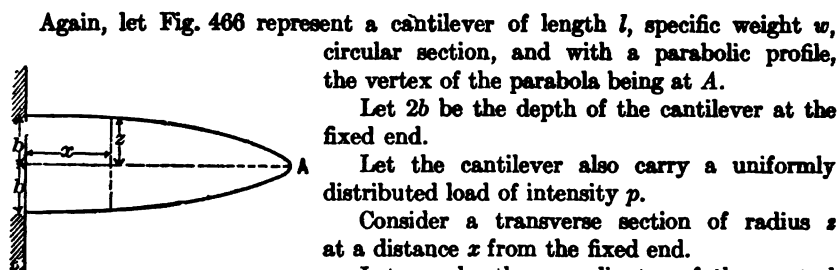 Again, let Fig. 466 represent a cantilever of length l, specific weight w,
circular section, and with a parabolic profile,
the vertex of the parabola being at A.
Let 2b be the depth of the cantilever at the
fixed end.
Let the cantilever also carry a uniformly
distributed load of intensity p.
Consider a transverse section of radius z
at a distance x from the fixed end.
b
x
z
b
A